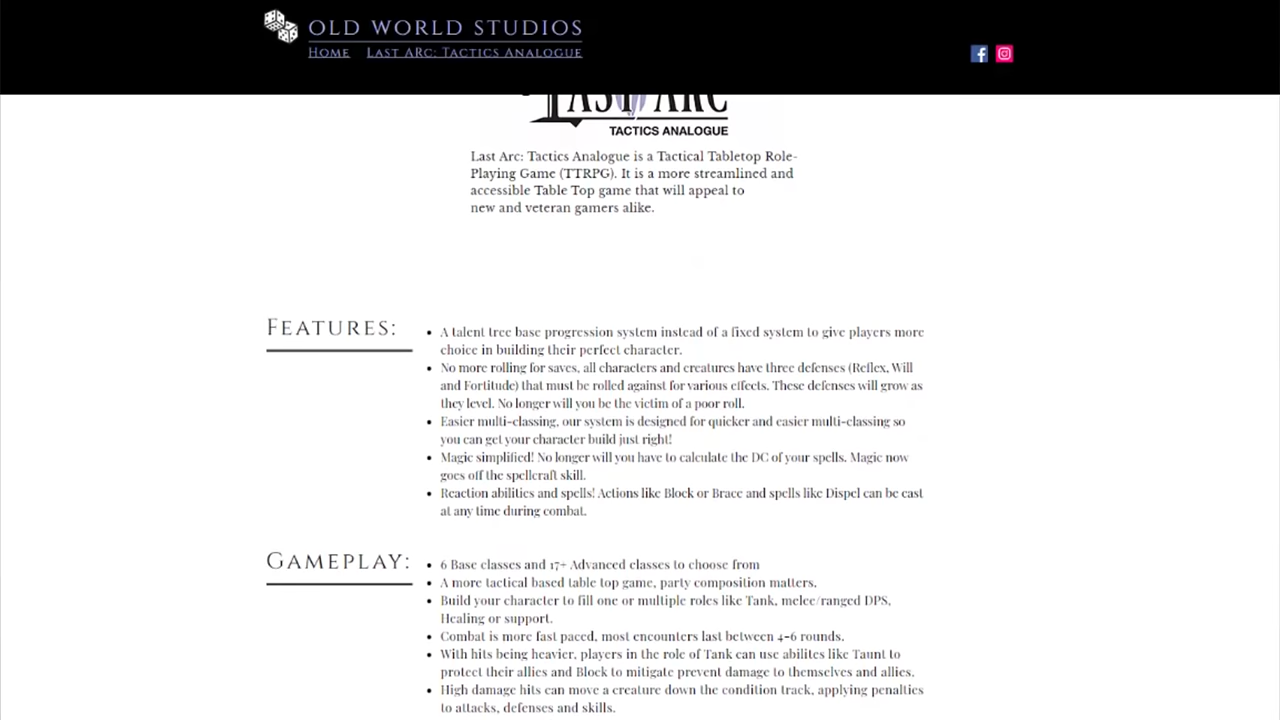 OLD WORLD STUDIOS
HOME LAST ARC: TACTICS ANALOGUE
LAST ARC
TACTICS ANALOGUE
Last Arc: Tactics Analogue is a Tactical Tabletop Role-
Playing Game (TTRPG). It is a more streamlined and
accessible Table Top game that will appeal to
new and veteran gamers alike.
FEATURES:
• A talent tree base progression system instead of a fixed system to give players more
choice in building their perfect character.
• No more rolling for saves, all characters and creatures have three defenses (Reflex, Will
and Fortitude) that must be rolled against for various effects. These defenses will grow as
they level. No longer will you be the victim of a poor roll.
• Easier multi-classing, our system is designed for quicker and easier multi-classing so
you can get your character build just right!
• Magic simplified! No longer will you have to calculate the DC of your spells. Magic now
goes off the spellcraft skill.
• Reaction abilities and spells! Actions like Block or Brace and spells like Dispel can be cast
at any time during combat.
GAMEPLAY:
• 6 Base classes and 17+ Advanced classes to choose from
• A more tactical based table top game, party composition matters.
• Build your character to fill one or multiple roles like Tank, melee/ranged DPS,
Healing or support.
• Combat is more fast paced, most encounters last between 4-6 rounds.
• With hits being heavier, players in the role of Tank can use abilites like Taunt to
protect their allies and Block to mitigate prevent damage to themselves and allies.
• High damage hits can move a creature down the condition track, applying penalties
to attacks, defenses and skills.